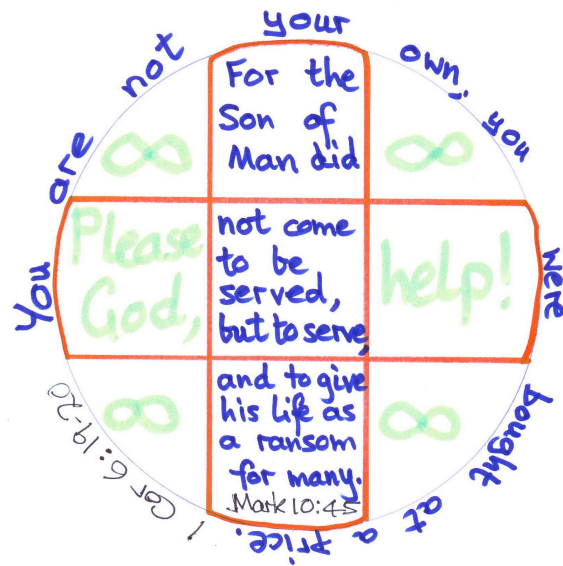 You are not your own; you were bought at a price.
1 Cor 6:19-20
For the
Son of
Man did
not come
to be
served,
but to serve,
and to give
his life as
a ransom
for many.
Mark 10:45
Please
God,
help!